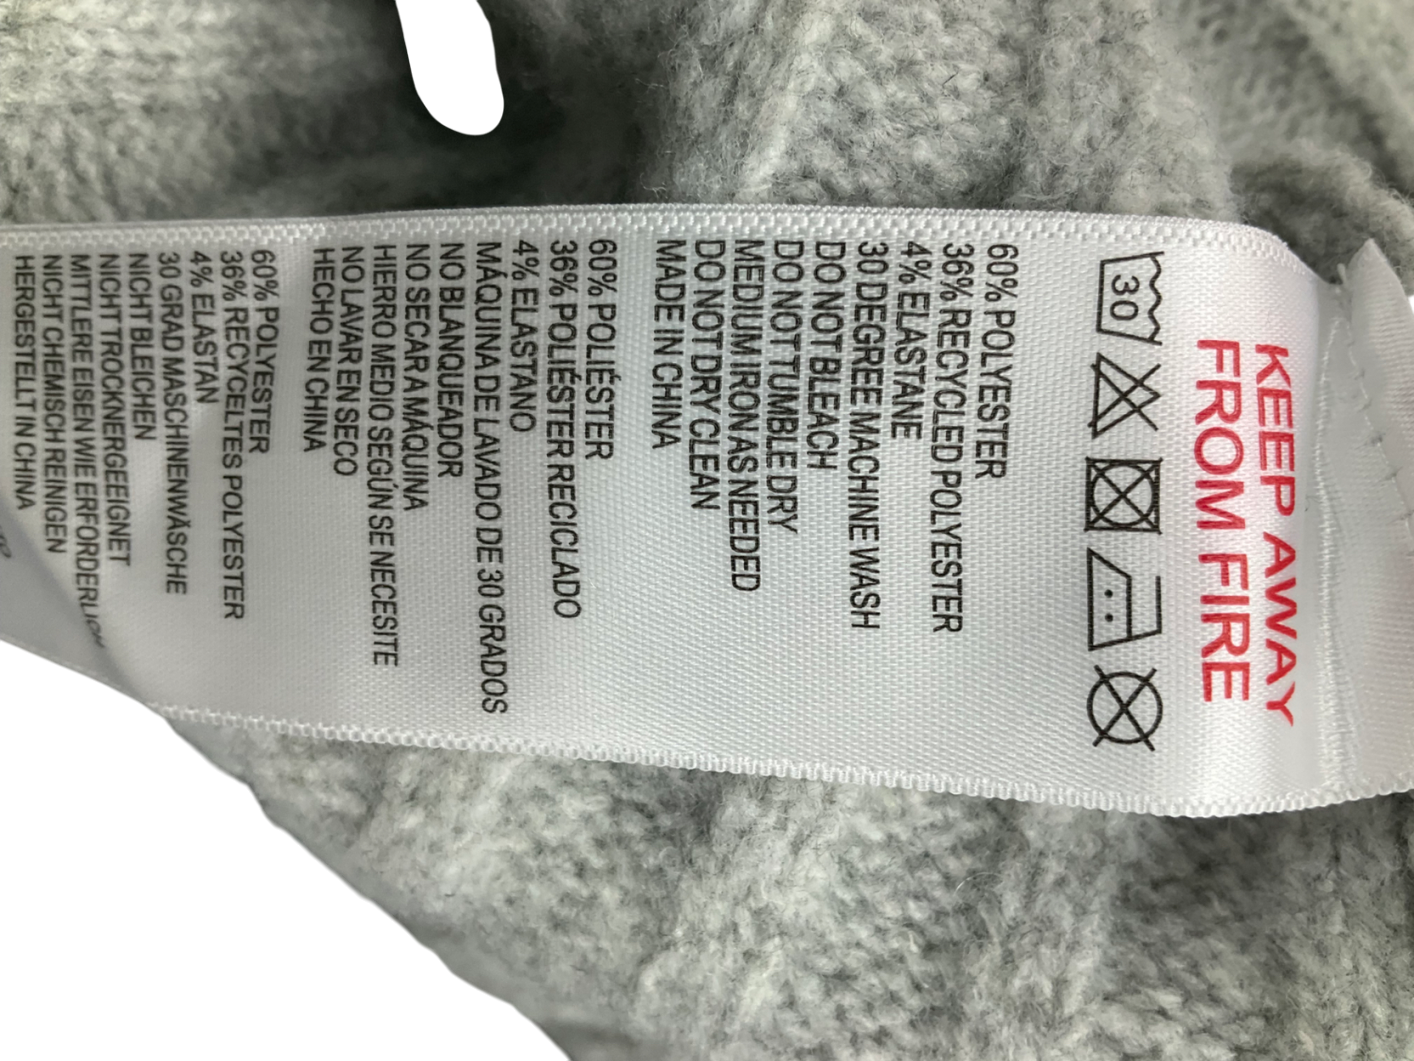 KEEP AWAY
FROM FIRE
30
60% POLYESTER
36% RECYCLED POLYESTER
4% ELASTANE
30 DEGREE MACHINE WASH
DO NOT BLEACH
DO NOT TUMBLE DRY
MEDIUM IRON AS NEEDED
DO NOT DRY CLEAN
MADE IN CHINA
60% POLIÉSTER
36% POLIÉSTER RECICLADO
4% ELASTANO
MÁQUINA DE LAVADO DE 30 GRADOS
NO BLANQUEADOR
NO SECAR A MÁQUINA
HIERRO MEDIO SEGÚN SE NECESITE
NO LAVAR EN SECO
HECHO EN CHINA
60% POLYESTER
36% RECYCELTES POLYESTER
4% ELASTAN
30 GRAD MASCHINENWÄSCHE
NICHT BLEICHEN
NICHT TROCKNERGEEIGNET
MITTLERE EISEN WIE ERFORDERLICH
NICHT CHEMISCH REINIGEN
HERGESTELLT IN CHINA